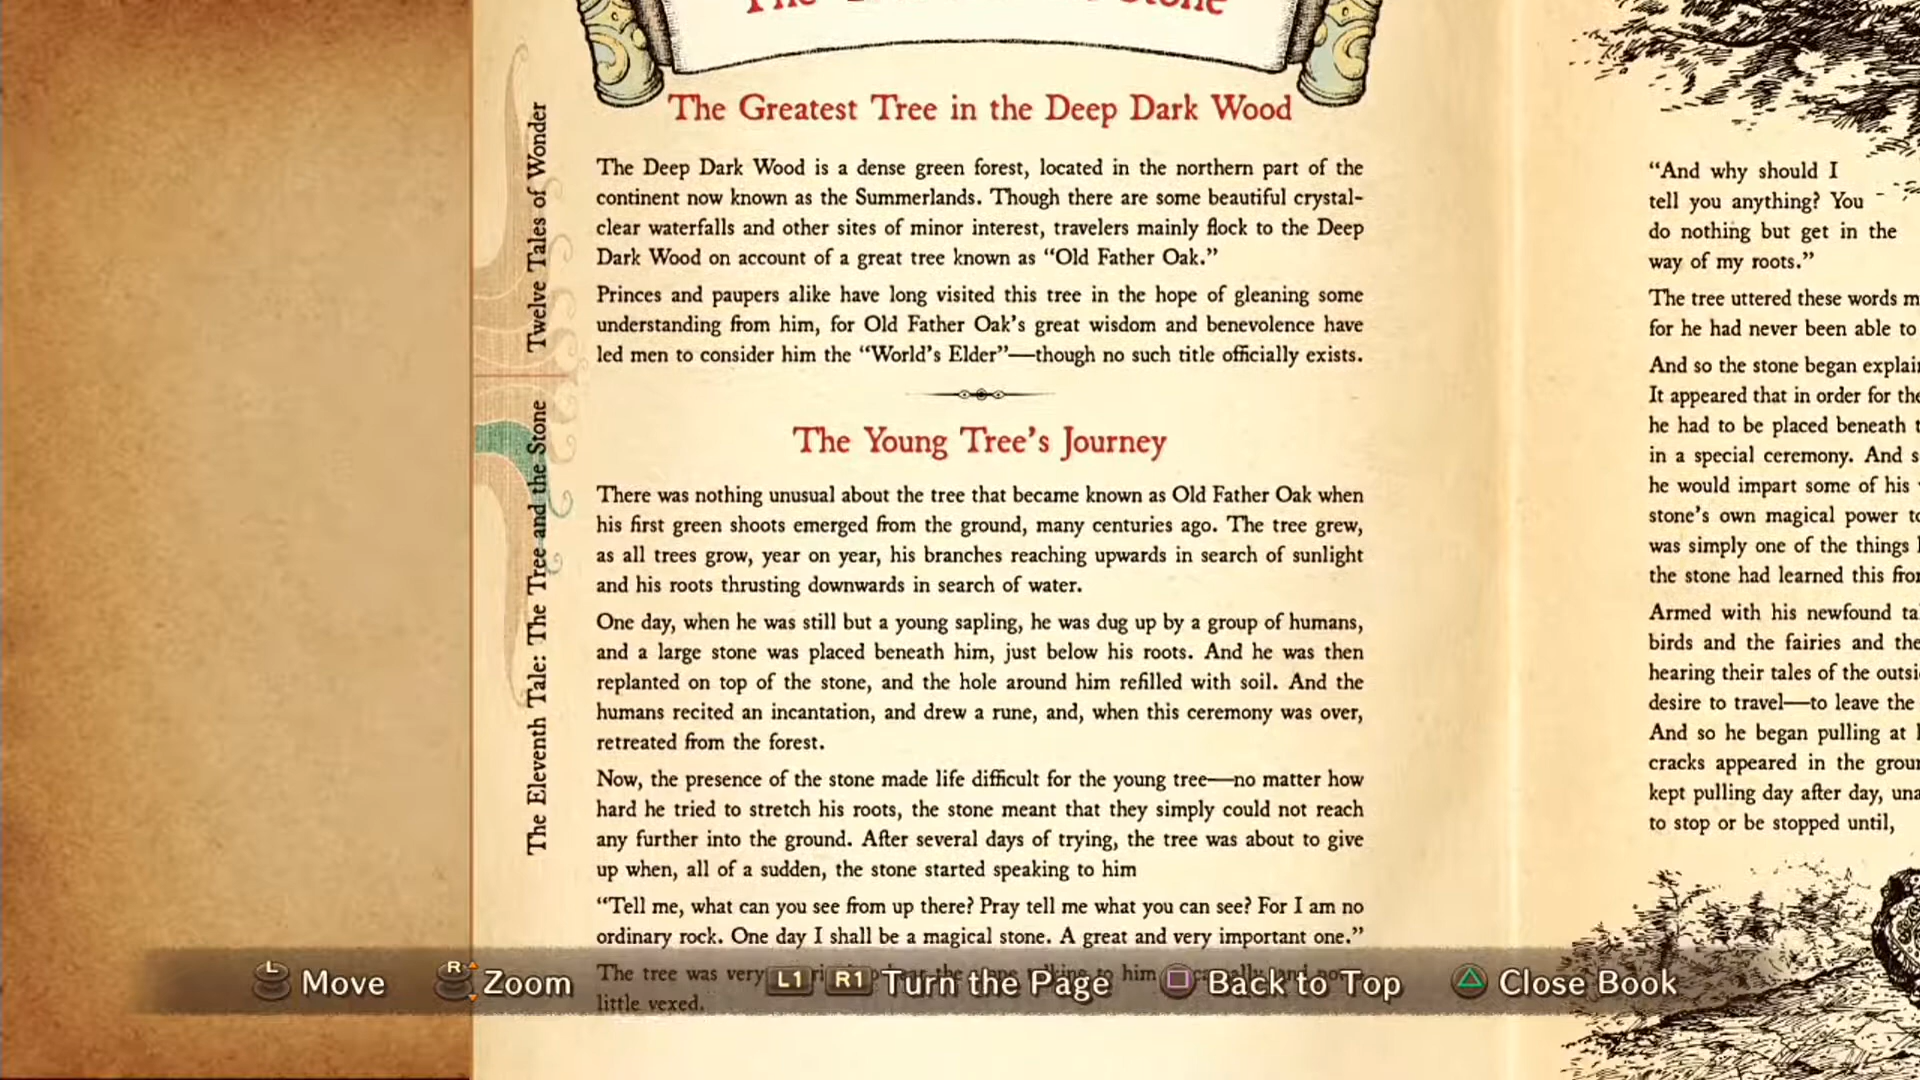 The Stone
The Greatest Tree in the Deep Dark Wood
The Deep Dark Wood is a dense green forest, located in the northern part of the
continent now known as the Summerlands. Though there are some beautiful crystal-
clear waterfalls and other sites of minor interest, travelers mainly flock to the Deep
Dark Wood on account of a great tree known as “Old Father Oak.”
Princes and paupers alike have long visited this tree in the hope of gleaning some
understanding from him, for Old Father Oak’s great wisdom and benevolence have
led men to consider him the “World’s Elder”—though no such title officially exists.
The Young Tree’s Journey
There was nothing unusual about the tree that became known as Old Father Oak when
his first green shoots emerged from the ground, many centuries ago. The tree grew,
as all trees grow, year on year, his branches reaching upwards in search of sunlight
and his roots thrusting downwards in search of water.
One day, when he was still but a young sapling, he was dug up by a group of humans,
and a large stone was placed beneath him, just below his roots. And he was then
replanted on top of the stone, and the hole around him refilled with soil. And the
humans recited an incantation, and drew a rune, and, when this ceremony was over,
retreated from the forest.
Now, the presence of the stone made life difficult for the young tree—no matter how
hard he tried to stretch his roots, the stone meant that they simply could not reach
any further into the ground. After several days of trying, the tree was about to give
up when, all of a sudden, the stone started speaking to him
“Tell me, what can you see from up there? Pray tell me what you can see? For I am no
ordinary rock. One day I shall be a magical stone. A great and very important one.”
The tree was very to him
little vexed.
Twelve Tales of Wonder
The Eleventh Tale: The Tree and the Stone
“And why should I
tell you anything? You
do nothing but get in the
way of my roots.”
The tree uttered these words m
for he had never been able to
And so the stone began explain
It appeared that in order for the
he had to be placed beneath t
in a special ceremony. And s
he would impart some of his
stone’s own magical power to
was simply one of the things
the stone had learned this from
Armed with his newfound ta
birds and the fairies and the
hearing their tales of the outsi
desire to travel—to leave the
And so he began pulling at
cracks appeared in the groun
kept pulling day after day, una
to stop or be stopped until,
L Move R Zoom L1 R1 Turn the Page Back to Top Close Book